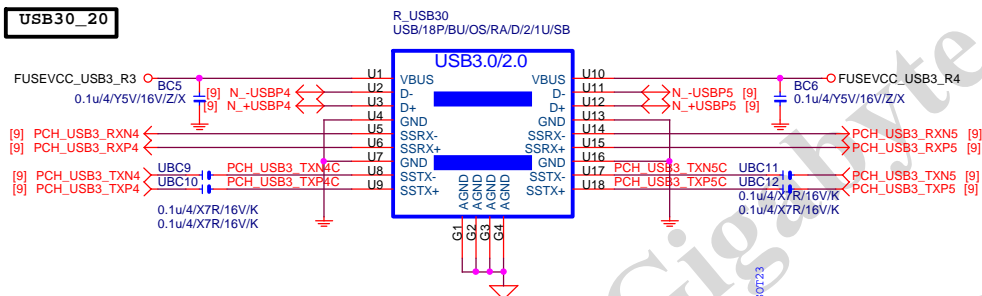 USB30_20
R_USB30
USB/18P/BU/OS/RA/D/2/1U/SB
USB3.0/2.0
FUSEVCC_USB3_R3
BC5
0.1u/4/Y5V/16V/Z/X
[9] N_-USBP4
[9] N_+USBP4
[9] PCH_USB3_RXN4
[9] PCH_USB3_RXP4
[9] PCH_USB3_TXN4
[9] PCH_USB3_TXP4
UBC9
UBC10
PCH_USB3_TXN4C
PCH_USB3_TXP4C
0.1u/4/X7R/16V/K
0.1u/4/X7R/16V/K
U1 VBUS
U2 D-
U3 D+
U4 GND
U5 SSRX-
U6 SSRX+
U7 GND
U8 SSTX-
U9 SSTX+
VBUS U10
D- U11
D+ U12
GND U13
SSRX- U14
SSRX+ U15
GND U16
SSTX- U17
SSTX+ U18
AGND AGND AGND AGND
G1 G2 G3 G4
FUSEVCC_USB3_R4
BC6
0.1u/4/Y5V/16V/Z/X
N_-USBP5 [9]
N_+USBP5 [9]
PCH_USB3_RXN5 [9]
PCH_USB3_RXP5 [9]
PCH_USB3_TXN5C
PCH_USB3_TXP5C
UBC11
UBC12
PCH_USB3_TXN5 [9]
PCH_USB3_TXP5 [9]
0.1u/4/X7R/16V/K
0.1u/4/X7R/16V/K
Gigabyte